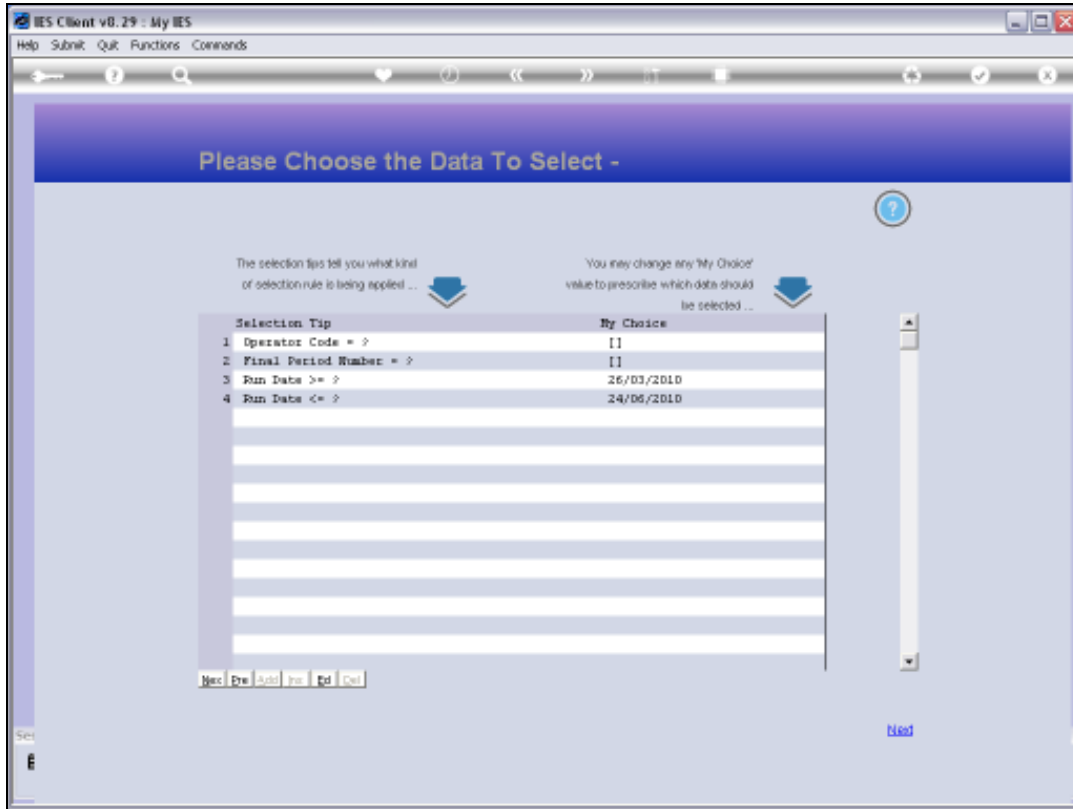 IES Client v8.29 : My IES
Help Submit Quit Functions Commands
Please Choose the Data To Select -
The selection tips tell you what kind
of selection rule is being applied ...
You may change any 'My Choice'
value to prescribe which data should
be selected ...
Selection Tip My Choice
1 Operator Code = ? []
2 Final Period Number = ? []
3 Run Date >= ? 26/03/2010
4 Run Date <= ? 24/06/2010
Nex Pre Add Ins Ed Del
Next
Ses